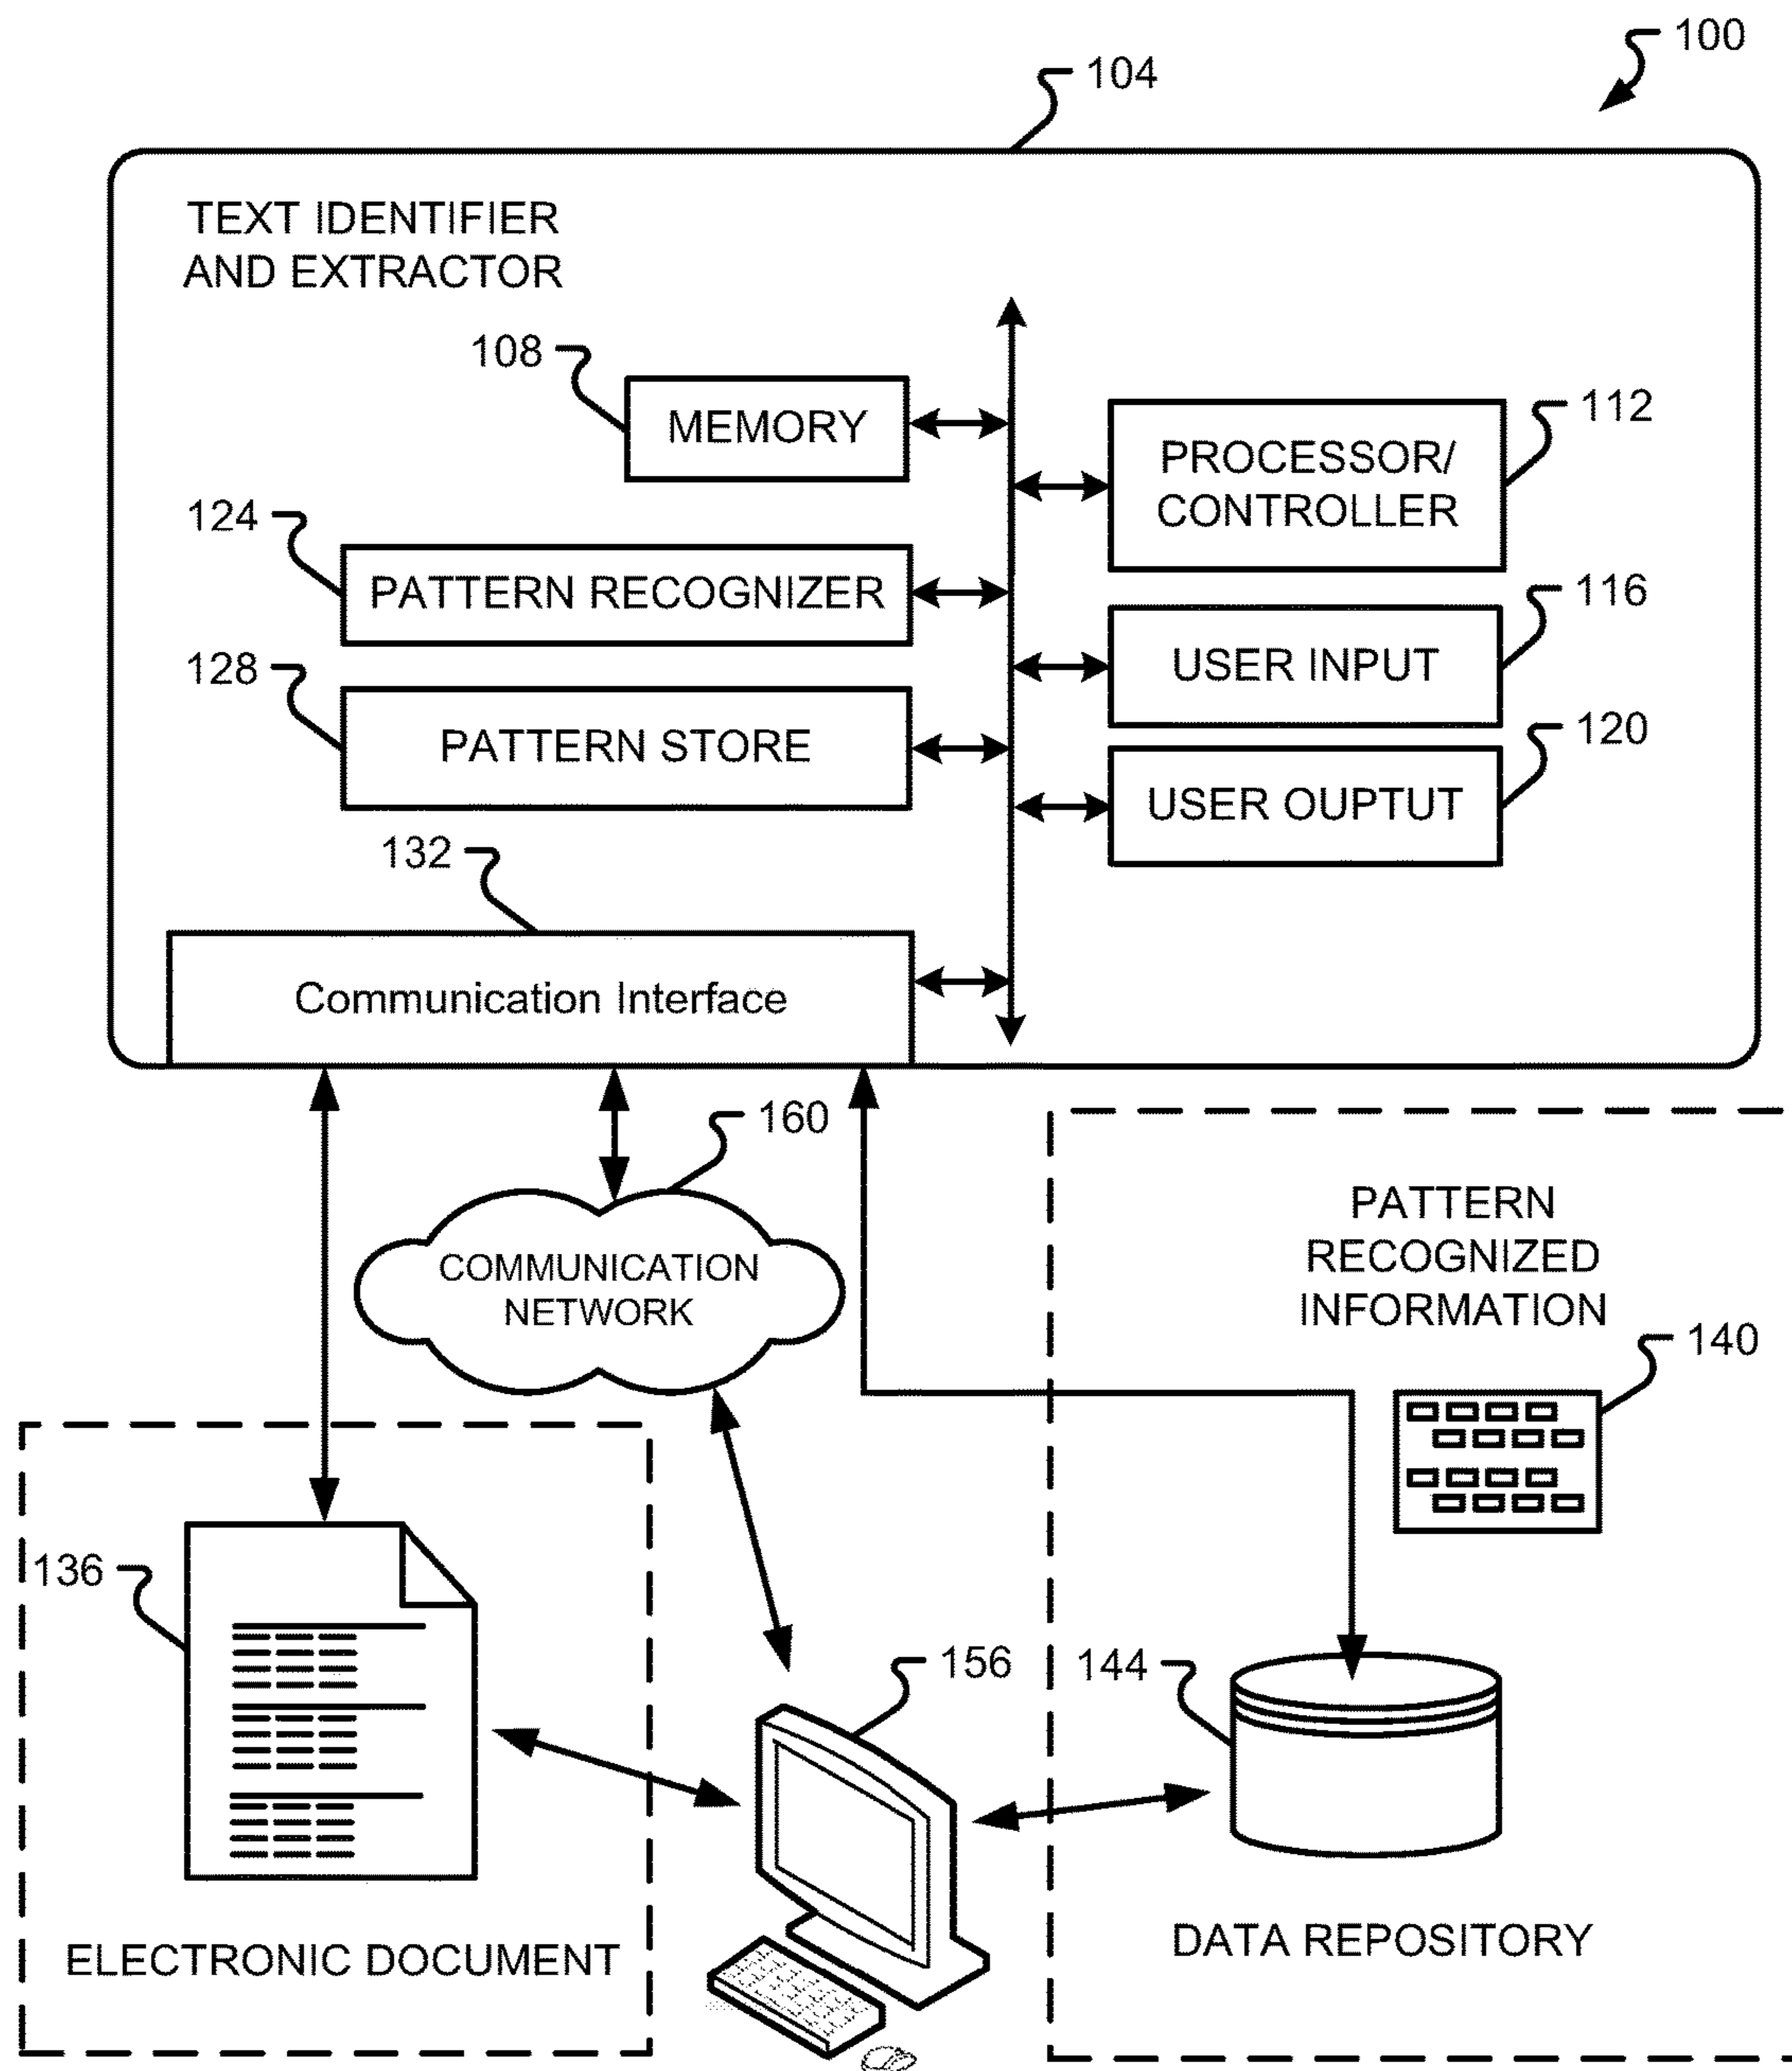 100
104
TEXT IDENTIFIER
AND EXTRACTOR
108
MEMORY
112
PROCESSOR/
CONTROLLER
124
PATTERN RECOGNIZER
116
USER INPUT
128
PATTERN STORE
120
USER OUPTUT
132
Communication Interface
160
COMMUNICATION
NETWORK
PATTERN
RECOGNIZED
INFORMATION
140
136
156
144
ELECTRONIC DOCUMENT
DATA REPOSITORY